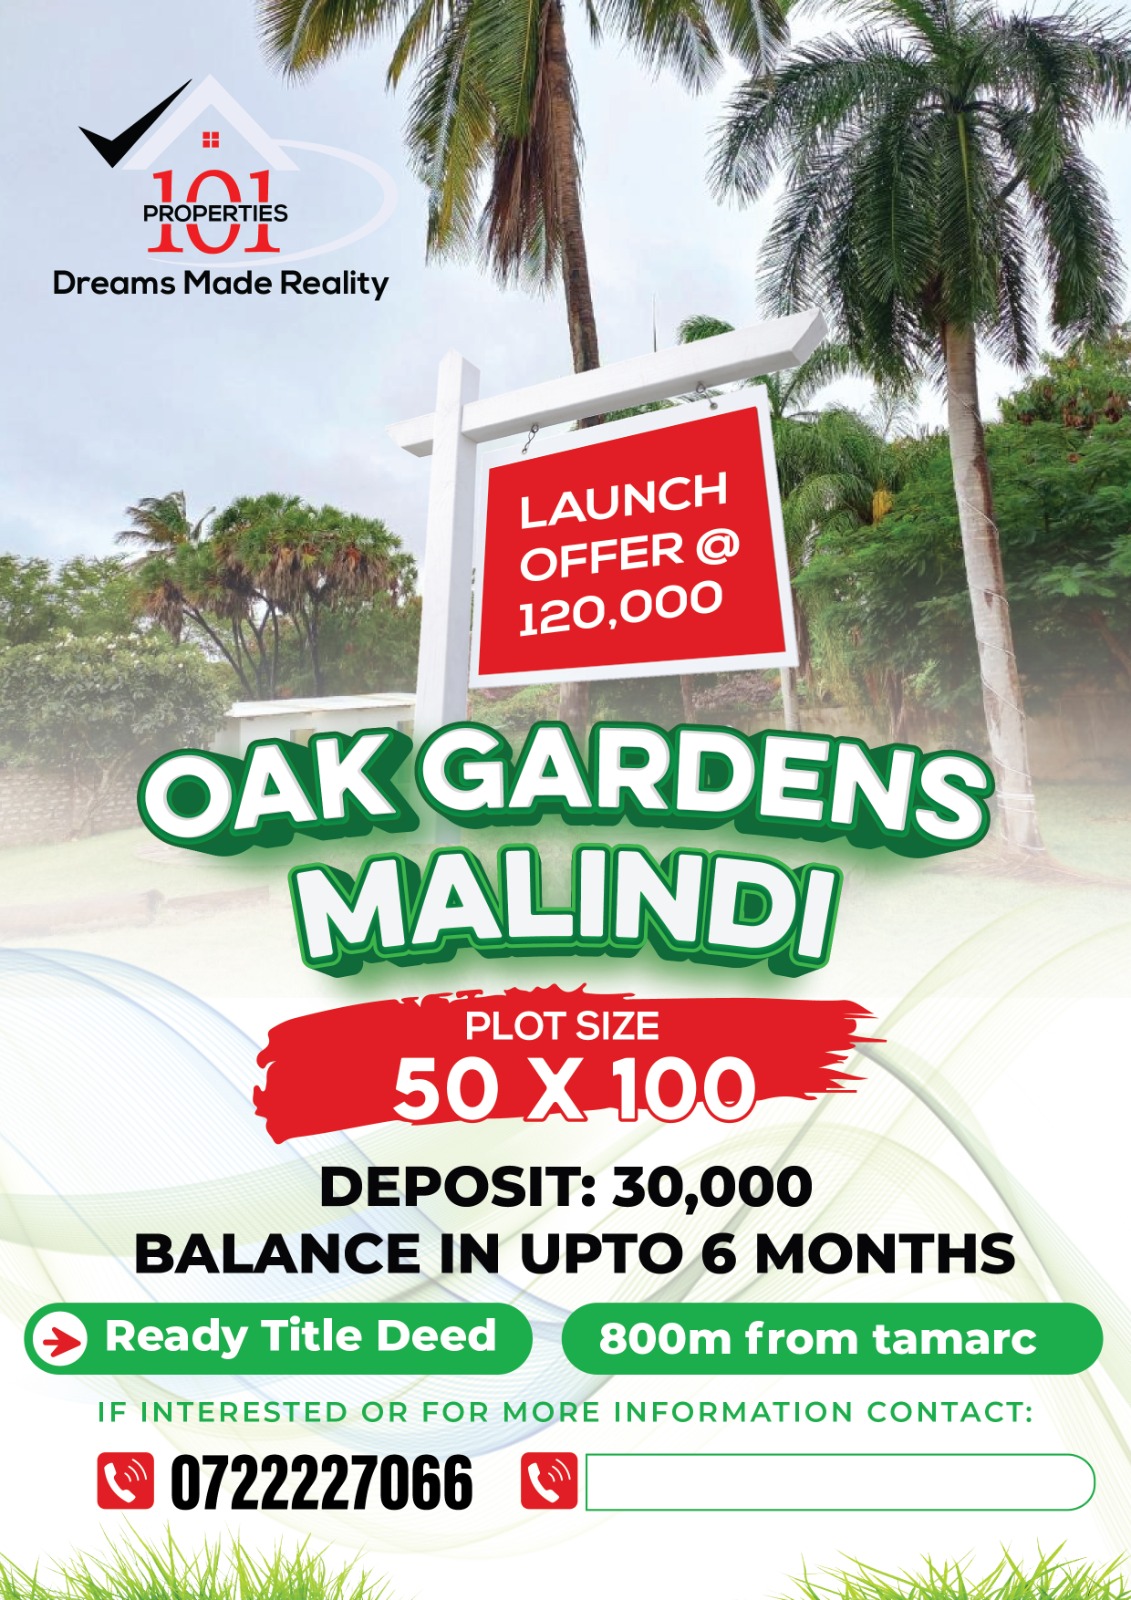 101
PROPERTIES
Dreams Made Reality
LAUNCH
OFFER @
120,000
OAK GARDENS
MALINDI
PLOT SIZE
50 X 100
DEPOSIT: 30,000
BALANCE IN UPTO 6 MONTHS
Ready Title Deed
800m from tamarc
IF INTERESTED OR FOR MORE INFORMATION CONTACT:
0722227066